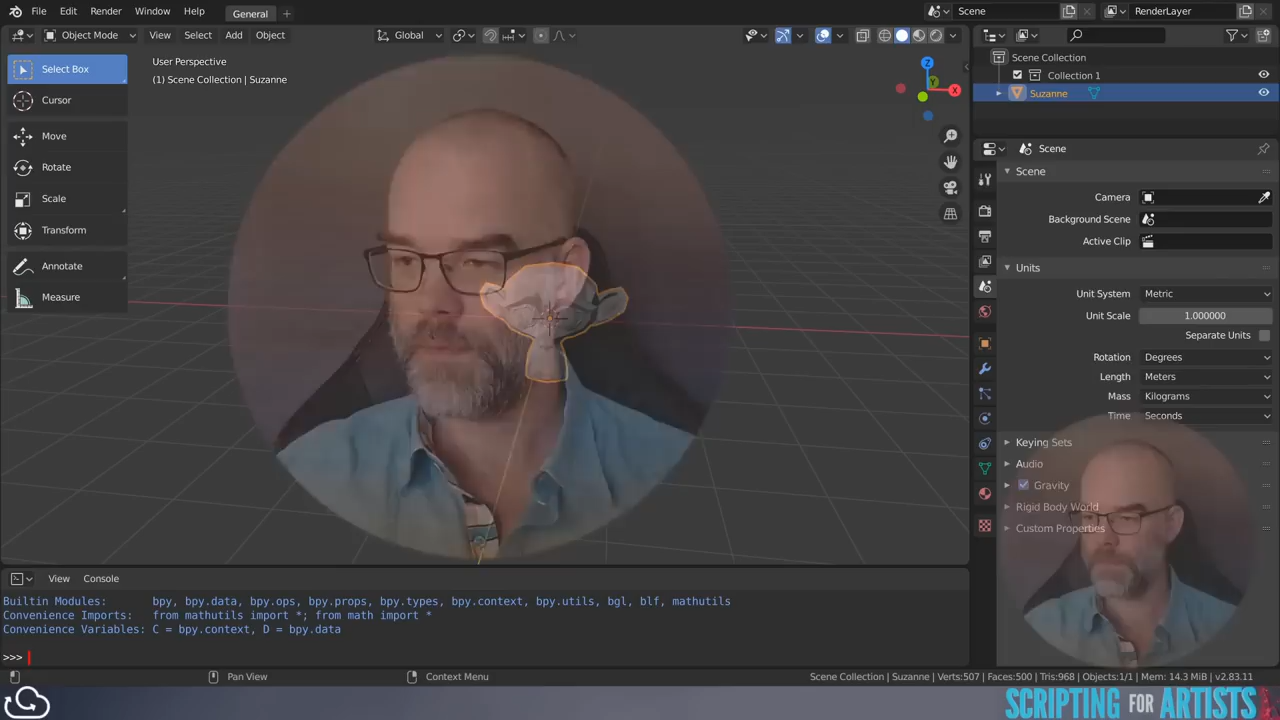 File Edit Render Window Help General Scene RenderLayer
Object Mode View Select Add Object Global
User Perspective
(1) Scene Collection | Suzanne
Select Box
Cursor
Move
Rotate
Scale
Transform
Annotate
Measure
X
Y
Z
Scene Collection
Collection 1
Suzanne
Scene
Scene
Camera
Background Scene
Active Clip
Units
Unit System Metric
Unit Scale 1.000000
Separate Units
Rotation Degrees
Length Meters
Mass Kilograms
Time Seconds
Keying Sets
Audio
Gravity
Rigid Body World
Custom Properties
View Console
Builtin Modules: bpy, bpy.data, bpy.ops, bpy.props, bpy.types, bpy.context, bpy.utils, bgl, blf, mathutils
Convenience Imports: from mathutils import *; from math import *
Convenience Variables: C = bpy.context, D = bpy.data
>>>
Pan View Context Menu Scene Collection | Suzanne | Verts:507 | Faces:500 | Tris:968 | Objects:1/1 | Mem: 14.3 MiB | v2.83.11
SCRIPTING FOR ARTISTS